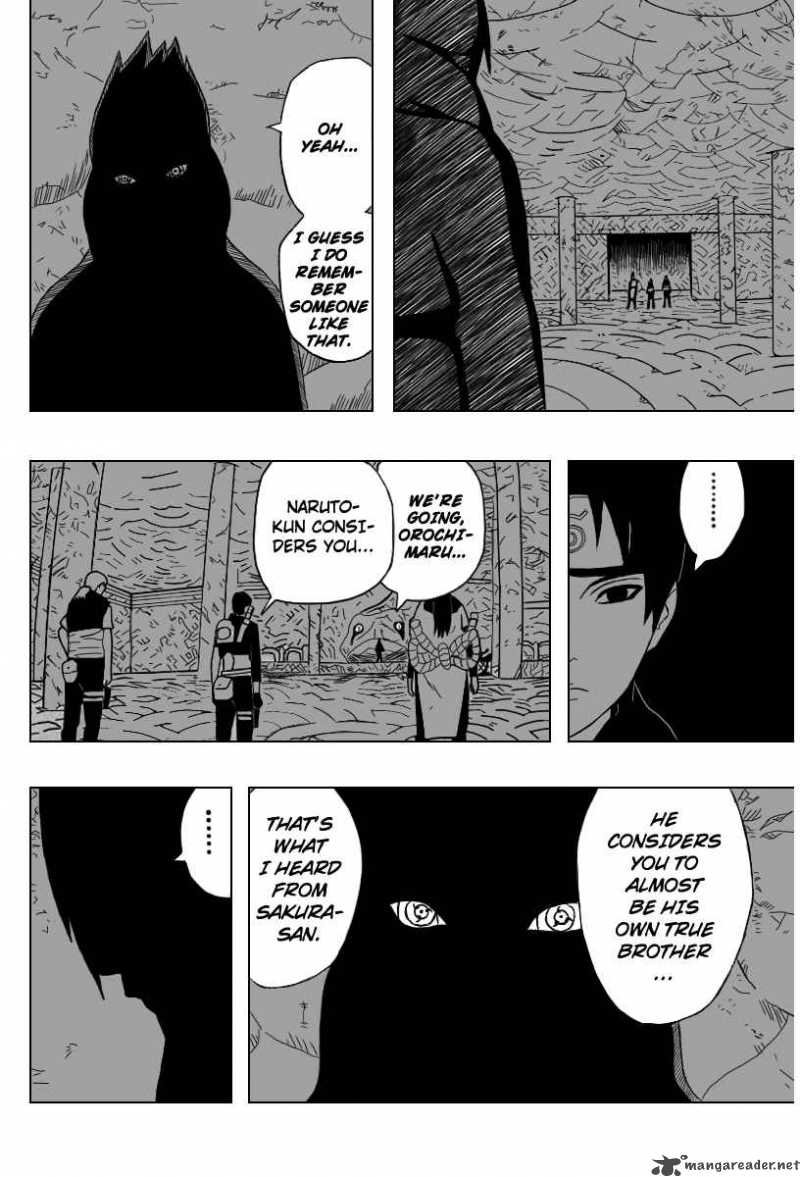 OH
YEAH...
I GUESS
I DO
REMEM-
BER
SOMEONE
LIKE
THAT.
........
WE'RE
GOING,
OROCHI-
MARU...
NARUTO-
KUN CONSI-
DERS YOU...
HE
CONSIDERS
YOU TO
ALMOST
BE HIS
OWN TRUE
BROTHER
...
THAT'S
WHAT
I HEARD
FROM
SAKURA-
SAN.
......
mangareader.net